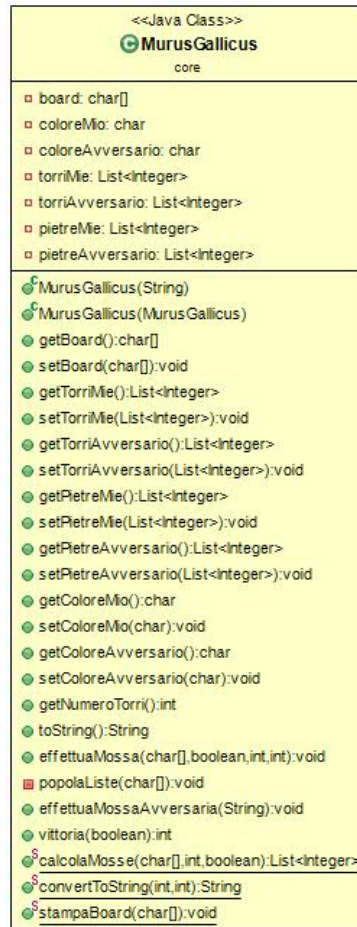 <<Java Class>>
C MurusGallicus
core
board: char[]
coloreMio: char
coloreAvversario: char
torriMie: List<Integer>
torriAvversario: List<Integer>
pietreMie: List<Integer>
pietreAvversario: List<Integer>
C MurusGallicus(String)
C MurusGallicus(MurusGallicus)
getBoard():char[]
setBoard(char[]):void
getTorriMie():List<Integer>
setTorriMie(List<Integer>):void
getTorriAvversario():List<Integer>
setTorriAvversario(List<Integer>):void
getPietreMie():List<Integer>
setPietreMie(List<Integer>):void
getPietreAvversario():List<Integer>
setPietreAvversario(List<Integer>):void
getColoreMio():char
setColoreMio(char):void
getColoreAvversario():char
setColoreAvversario(char):void
getNumeroTorri():int
toString():String
effettuaMossa(char[],boolean,int,int):void
popolaListe(char[]):void
effettuaMossaAvversaria(String):void
vittoria(boolean):int
S calcolaMosse(char[],int,boolean):List<Integer>
S convertToString(int,int):String
S stampaBoard(char[]):void